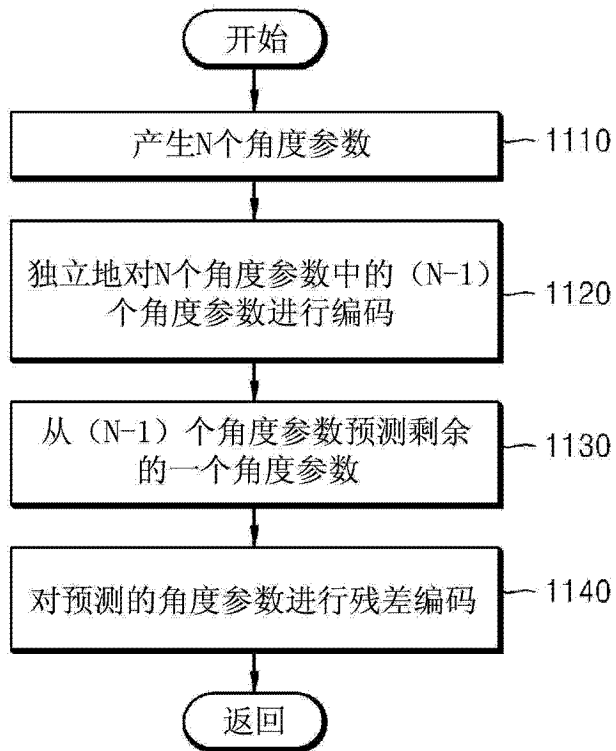 开始
产生N个角度参数
1110
独立地对N个角度参数中的（N-1）
个角度参数进行编码
1120
从（N-1）个角度参数预测剩余
的一个角度参数
1130
对预测的角度参数进行残差编码
1140
返回